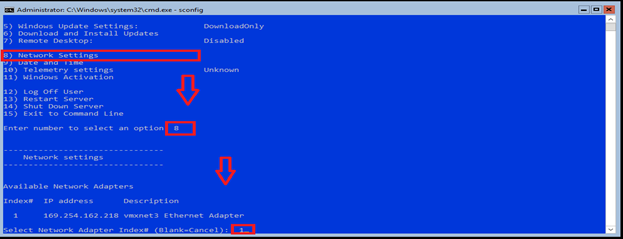 Administrator: C:\Windows\system32\cmd.exe - sconfig
5) Windows Update Settings: DownloadOnly
6) Download and Install Updates
7) Remote Desktop: Disabled
8) Network Settings
9) Date and Time
10) Telemetry settings Unknown
11) Windows Activation
12) Log Off User
13) Restart Server
14) Shut Down Server
15) Exit to Command Line
Enter number to select an option: 8
--------------------------------
Network settings
--------------------------------
Available Network Adapters
Index# IP address Description
1 169.254.162.218 vmxnet3 Ethernet Adapter
Select Network Adapter Index# (Blank=Cancel): 1_